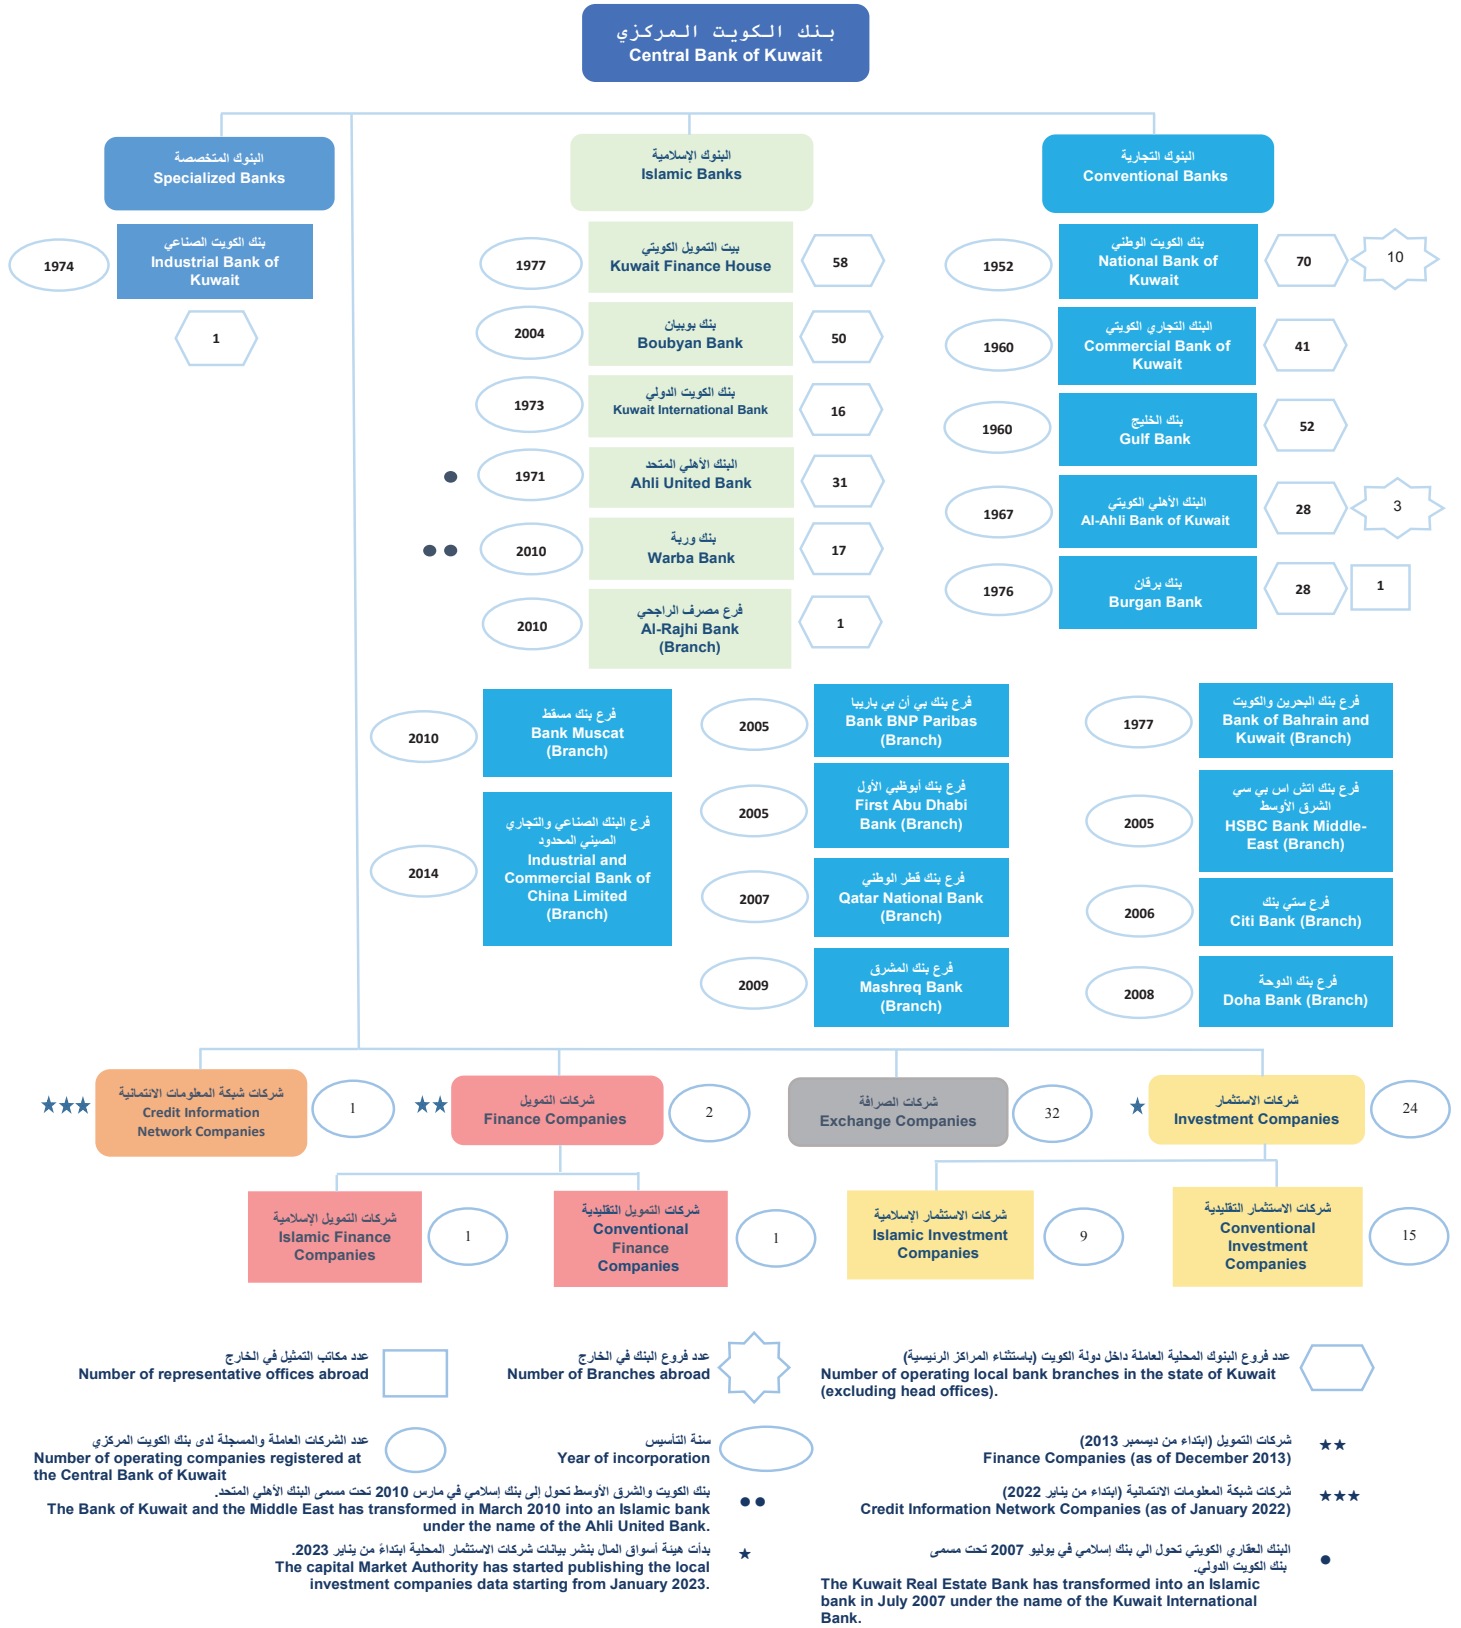 بنك الكويت المركزي
Central Bank of Kuwait
البنوك المتخصصة
Specialized Banks
البنوك الإسلامية
Islamic Banks
البنوك التجارية
Conventional Banks
1974
بنك الكويت الصناعي
Industrial Bank of
Kuwait
1
1977
بيت التمويل الكويتي
Kuwait Finance House
58
2004
بنك بوبيان
Boubyan Bank
50
1973
بنك الكويت الدولي
Kuwait International Bank
16
●
1971
البنك الأهلي المتحد
Ahli United Bank
31
● ●
2010
بنك وربة
Warba Bank
17
2010
فرع مصرف الراجحي
Al-Rajhi Bank
(Branch)
1
1952
بنك الكويت الوطني
National Bank of
Kuwait
70
10
1960
البنك التجاري الكويتي
Commercial Bank of
Kuwait
41
1960
بنك الخليج
Gulf Bank
52
1967
البنك الأهلي الكويتي
Al-Ahli Bank of Kuwait
28
3
1976
بنك برقان
Burgan Bank
28
1
2010
فرع بنك مسقط
Bank Muscat
(Branch)
2014
فرع البنك الصناعي والتجاري
الصيني المحدود
Industrial and
Commercial Bank of
China Limited
(Branch)
2005
فرع بنك بي أن بي باريبا
Bank BNP Paribas
(Branch)
2005
فرع بنك أبوظبي الأول
First Abu Dhabi
Bank (Branch)
2007
فرع بنك قطر الوطني
Qatar National Bank
(Branch)
2009
فرع بنك المشرق
Mashreq Bank
(Branch)
1977
فرع بنك البحرين والكويت
Bank of Bahrain and
Kuwait (Branch)
2005
فرع بنك اتش اس بي سي
الشرق الأوسط
HSBC Bank Middle-
East (Branch)
2006
فرع ستي بنك
Citi Bank (Branch)
2008
فرع بنك الدوحة
Doha Bank (Branch)
★★★
شركات شبكة المعلومات الائتمانية
Credit Information
Network Companies
1
★★
شركات التمويل
Finance Companies
2
شركات الصرافة
Exchange Companies
32
★
شركات الاستثمار
Investment Companies
24
شركات التمويل الإسلامية
Islamic Finance
Companies
1
شركات التمويل التقليدية
Conventional
Finance
Companies
1
شركات الاستثمار الإسلامية
Islamic Investment
Companies
9
شركات الاستثمار التقليدية
Conventional
Investment
Companies
15
عدد مكاتب التمثيل في الخارج
Number of representative offices abroad
عدد فروع البنك في الخارج
Number of Branches abroad
عدد فروع البنوك المحلية العاملة داخل دولة الكويت (باستثناء المراكز الرئيسية)
Number of operating local bank branches in the state of Kuwait
(excluding head offices).
عدد الشركات العاملة والمسجلة لدى بنك الكويت المركزي
Number of operating companies registered at
the Central Bank of Kuwait
سنة التأسيس
Year of incorporation
شركات التمويل (ابتداء من ديسمبر 2013)
Finance Companies (as of December 2013)
★★
بنك الكويت والشرق الأوسط تحول إلى بنك إسلامي في مارس 2010 تحت مسمى البنك الأهلي المتحد.
The Bank of Kuwait and the Middle East has transformed in March 2010 into an Islamic bank
under the name of the Ahli United Bank.
● ●
شركات شبكة المعلومات الائتمانية (ابتداء من يناير 2022)
Credit Information Network Companies (as of January 2022)
★★★
بدأت هيئة أسواق المال بنشر بيانات شركات الاستثمار المحلية ابتداءً من يناير 2023.
The capital Market Authority has started publishing the local
investment companies data starting from January 2023.
★
البنك العقاري الكويتي تحول الي بنك إسلامي في يوليو 2007 تحت مسمى
بنك الكويت الدولي.
The Kuwait Real Estate Bank has transformed into an Islamic
bank in July 2007 under the name of the Kuwait International
Bank.
●